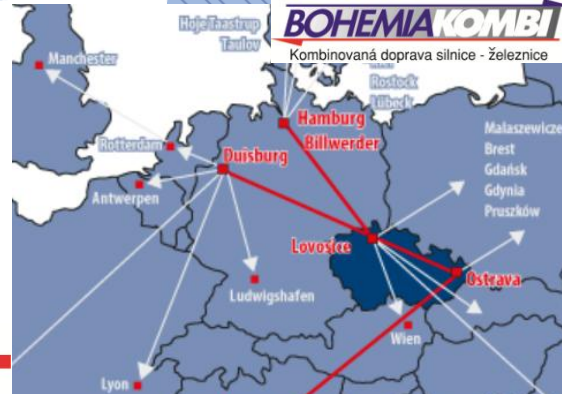 BOHEMIAKOMBI
Kombinovaná doprava silnice - železnice
Hoje Taastrup
Taulov
Rostock
Lübeck
Manchester
Hamburg
Billwerder
Rotterdam
Duisburg
Antwerpen
Malaszewicze
Brest
Gdańsk
Gdynia
Pruszków
Lovosice
Ostrava
Ludwigshafen
Wien
Lyon